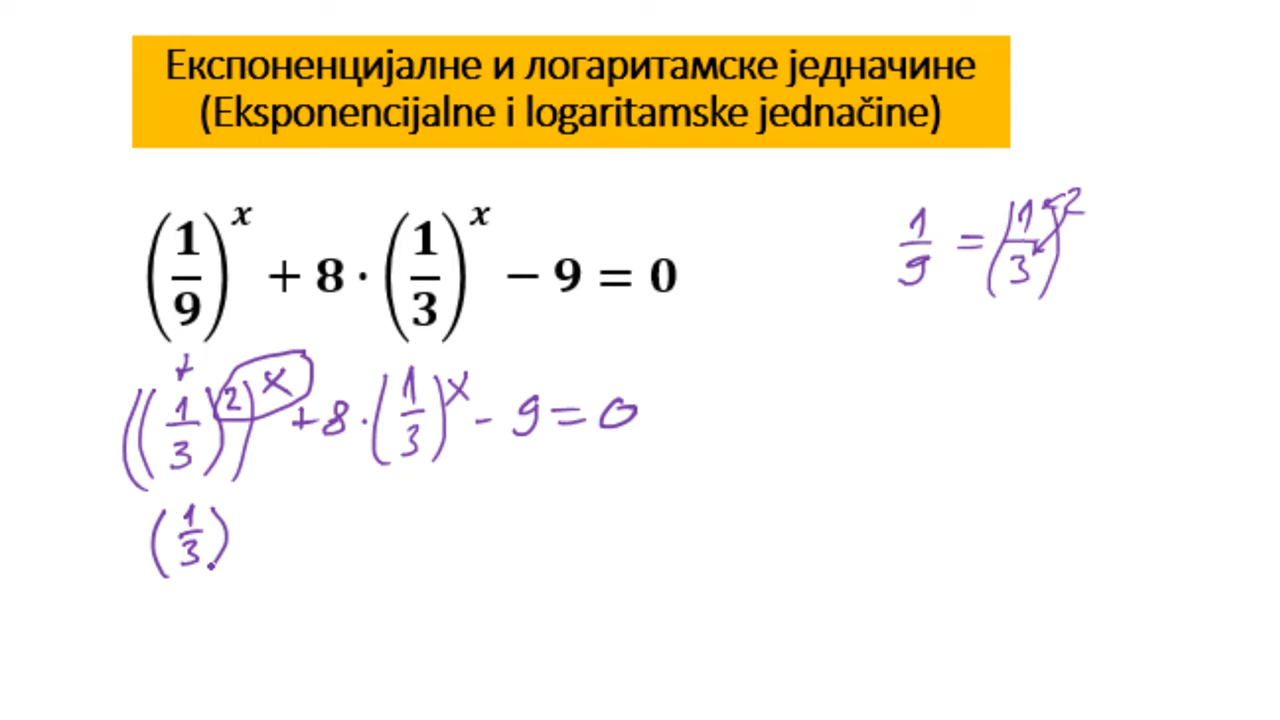 Експоненцијалне и логаритамске једначине
(Eksponencijalne i logaritamske jednačine)
(1/9)^x + 8 · (1/3)^x − 9 = 0
1/9 = (1/3)^2
((1/3)^2)^x + 8 · (1/3)^x - 9 = 0
(1/3)